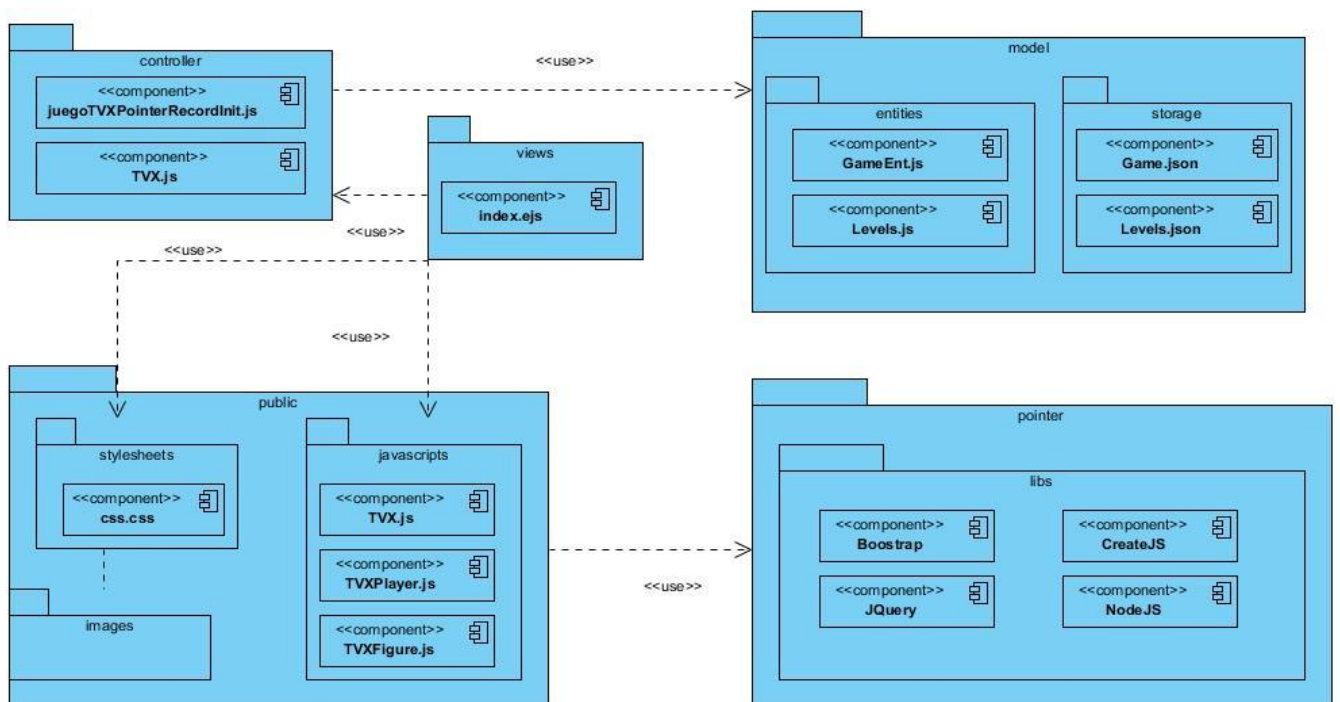 controller
<<component>>
juegoTVXPointerRecordInit.js
<<component>>
TVX.js
<<use>>
views
<<component>>
index.ejs
<<use>>
<<use>>
<<use>>
model
entities
<<component>>
GameEnt.js
<<component>>
Levels.js
storage
<<component>>
Game.json
<<component>>
Levels.json
public
stylesheets
<<component>>
css.css
images
javascripts
<<component>>
TVX.js
<<component>>
TVXPlayer.js
<<component>>
TVXFigure.js
<<use>>
pointer
libs
<<component>>
Boostrap
<<component>>
CreateJS
<<component>>
JQuery
<<component>>
NodeJS